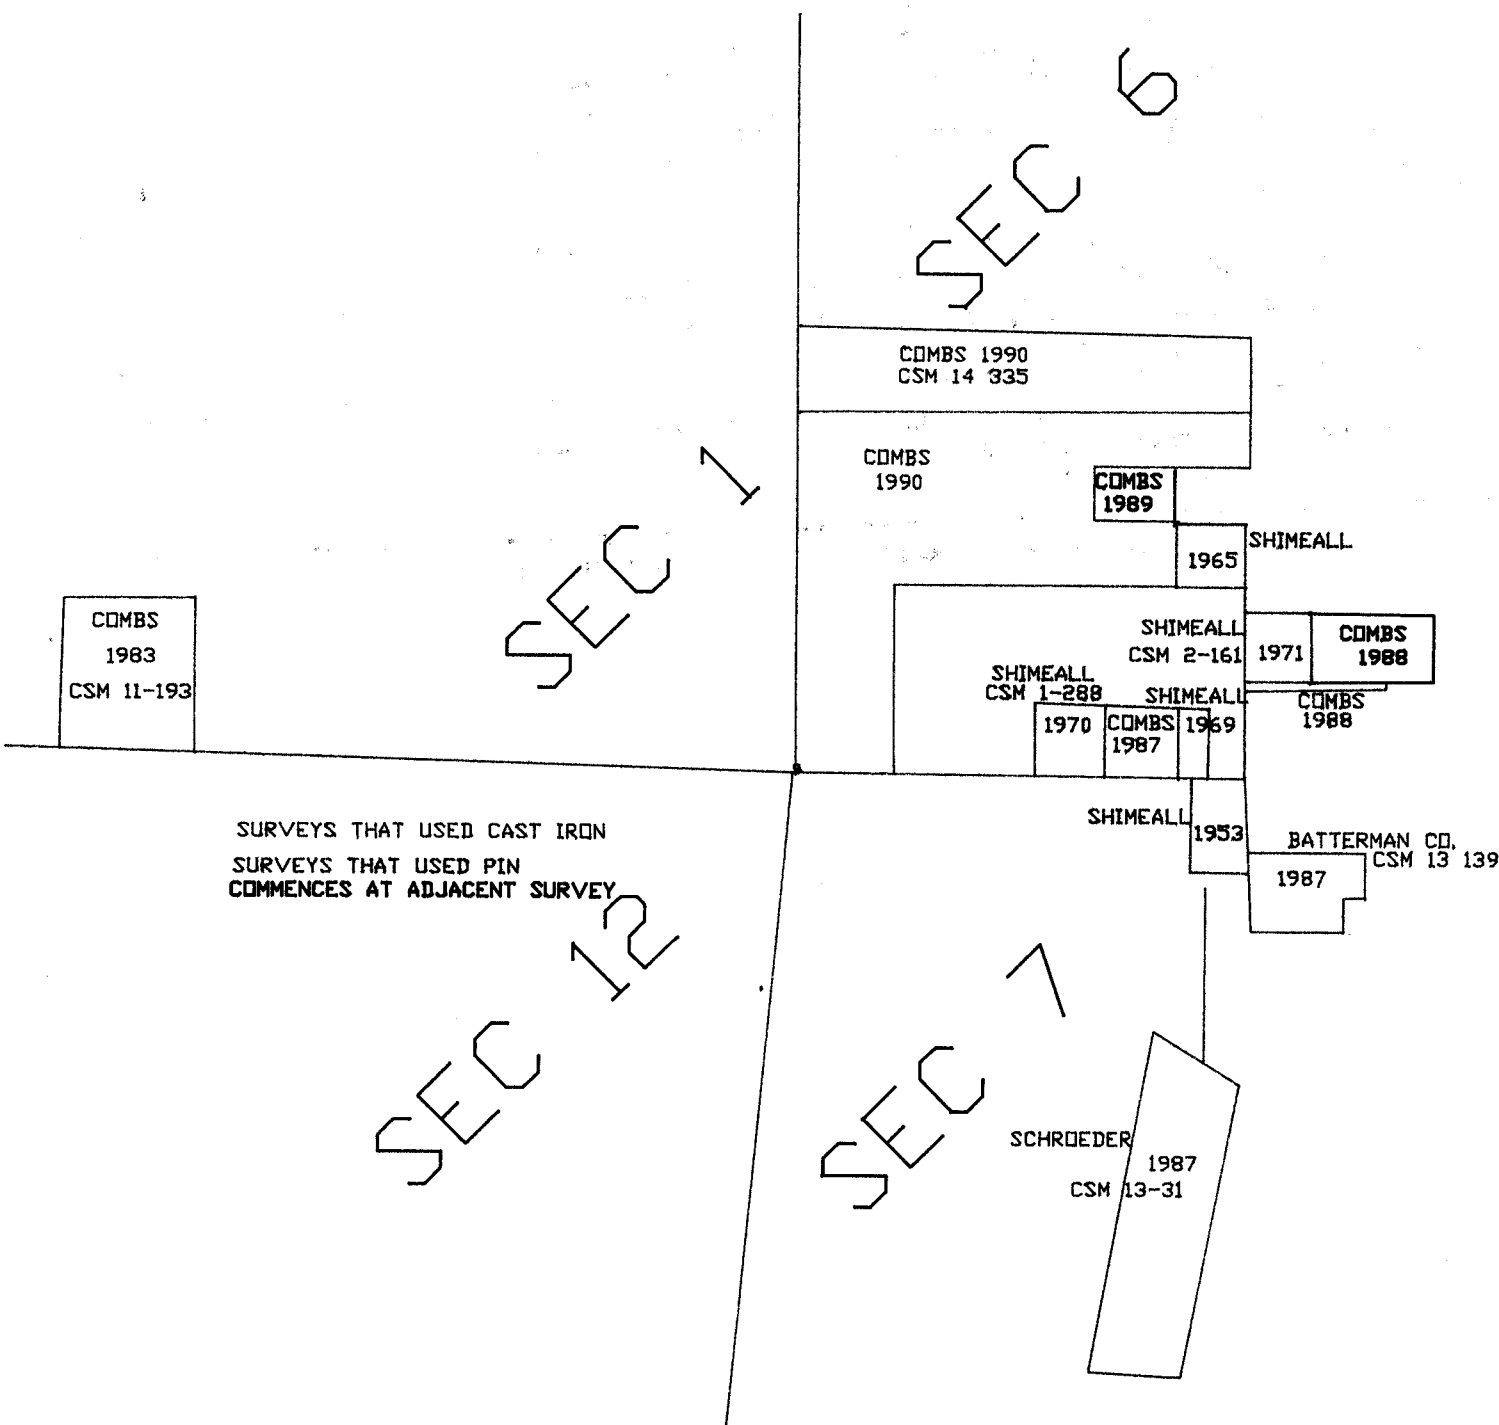 SEC 6
COMBS 1990
CSM 14 335
COMBS
1990
SEC 1
COMBS
1989
SHIMEALL
1965
COMBS
1983
CSM 11-193
SHIMEALL
CSM 2-161
1971
COMBS
1988
SHIMEALL
CSM 1-288
1970
COMBS
1987
SHIMEALL
1969
COMBS
1988
SHIMEALL
1953
BATTERMAN CO.
CSM 13 139
1987
SURVEYS THAT USED CAST IRON
SURVEYS THAT USED PIN
COMMENCES AT ADJACENT SURVEY
SEC 12
SEC 7
SCHROEDER
1987
CSM 13-31